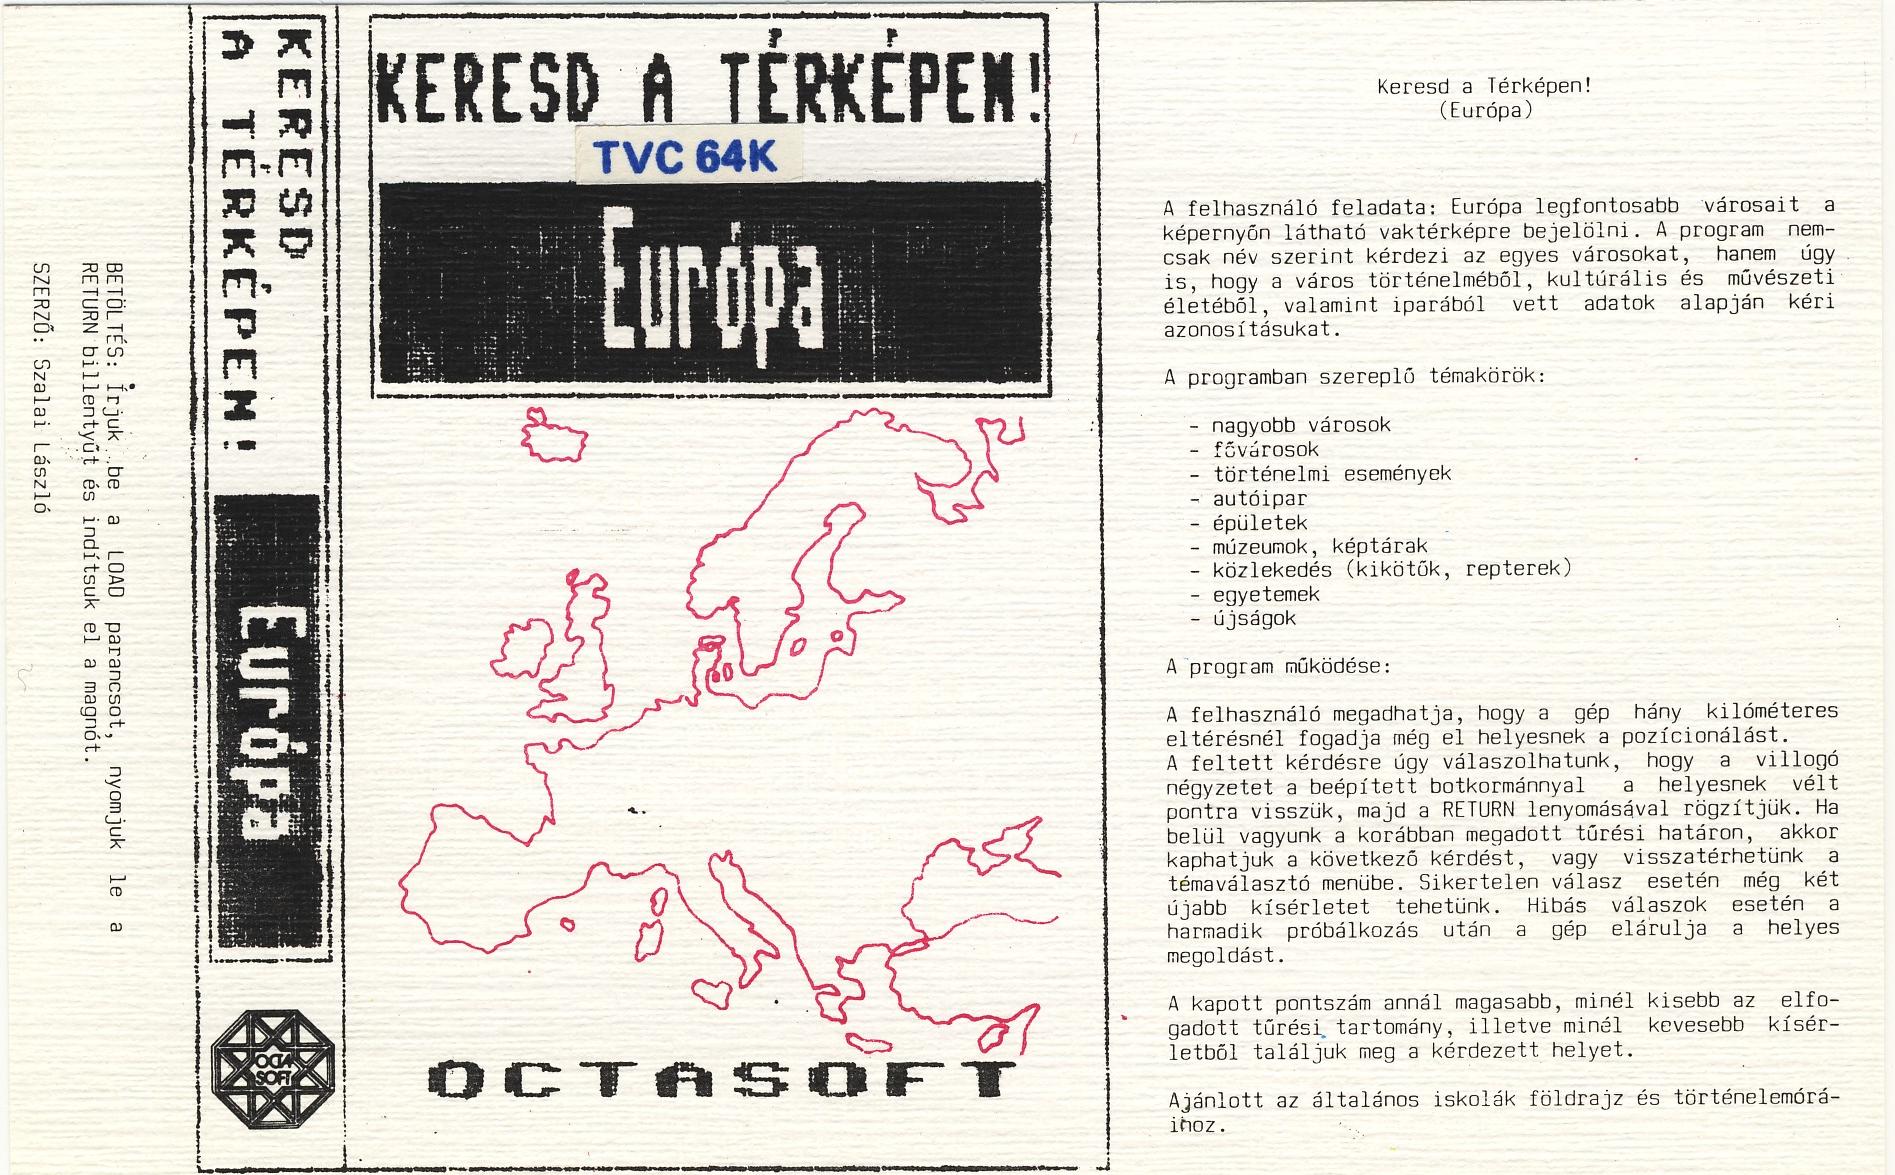 BETÖLTÉS: Írjuk be a LOAD parancsot, nyomjuk le a
RETURN billentyűt és indítsuk el a magnót.
SZERZŐ: Szalai László
KERESD
A TÉRKÉPEN!
Európa
OCTA
SOFT
KERESD A TÉRKÉPEN!
TVC 64K
Európa
OCTASOFT
Keresd a Térképen!
(Európa)
A felhasználó feladata: Európa legfontosabb városait a
képernyőn látható vaktérképre bejelölni. A program nem-
csak név szerint kérdezi az egyes városokat, hanem úgy
is, hogy a város történelméből, kultúrális és művészeti
életéből, valamint iparából vett adatok alapján kéri
azonosításukat.
A programban szereplő témakörök:
- nagyobb városok
- fővárosok
- történelmi események
- autóipar
- épületek
- múzeumok, képtárak
- közlekedés (kikötők, repterek)
- egyetemek
- újságok
A program működése:
A felhasználó megadhatja, hogy a gép hány kilóméteres
eltérésnél fogadja még el helyesnek a pozícionálást.
A feltett kérdésre úgy válaszolhatunk, hogy a villogó
négyzetet a beépített botkormánnyal a helyesnek vélt
pontra visszük, majd a RETURN lenyomásával rögzítjük. Ha
belül vagyunk a korábban megadott tűrési határon, akkor
kaphatjuk a következő kérdést, vagy visszatérhetünk a
témaválasztó menübe. Sikertelen válasz esetén még két
újabb kísérletet tehetünk. Hibás válaszok esetén a
harmadik próbálkozás után a gép elárulja a helyes
megoldást.
A kapott pontszám annál magasabb, minél kisebb az elfo-
gadott tűrési tartomány, illetve minél kevesebb kísér-
letből találjuk meg a kérdezett helyet.
Ajánlott az általános iskolák földrajz és történelemórá-
ihoz.